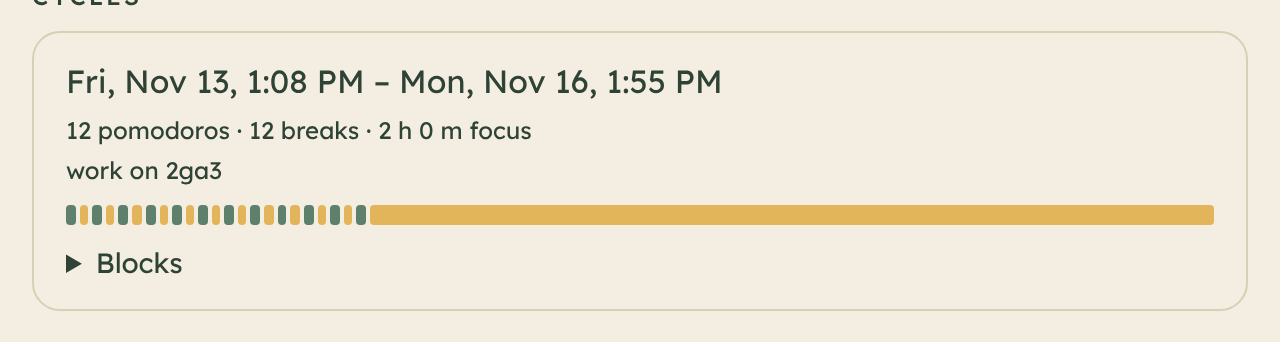 CYCLES
Fri, Nov 13, 1:08 PM – Mon, Nov 16, 1:55 PM
12 pomodoros · 12 breaks · 2 h 0 m focus
work on 2ga3
Blocks